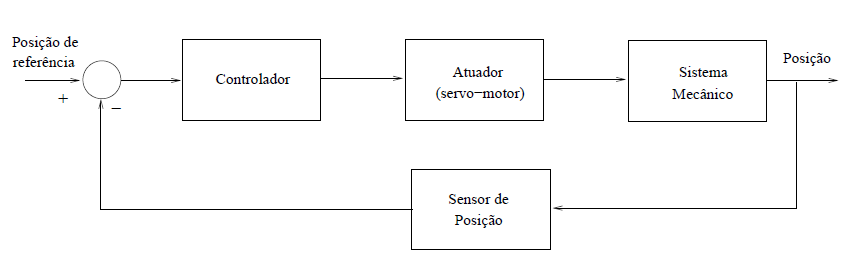 Posição de
referência
+
−
Controlador
Atuador
(servo−motor)
Sistema
Mecânico
Posição
Sensor de
Posição